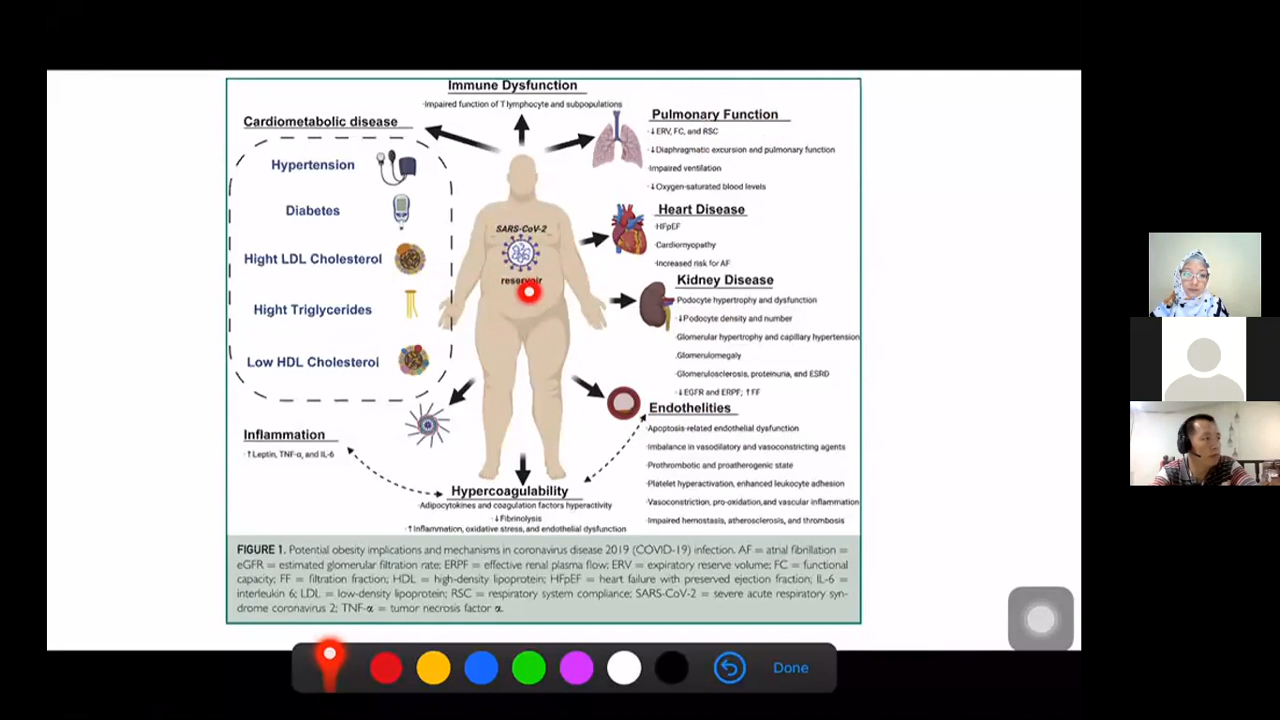 Immune Dysfunction
·Impaired function of T lymphocyte and subpopulations
Cardiometabolic disease
Hypertension
Diabetes
Hight LDL Cholesterol
Hight Triglycerides
Low HDL Cholesterol
Inflammation
·↑Leptin, TNF-α, and IL-6
SARS-CoV-2
reservoir
Pulmonary Function
·↓ERV, FC, and RSC
·↓Diaphragmatic excursion and pulmonary function
·Impaired ventilation
·↓Oxygen-saturated blood levels
Heart Disease
·HFpEF
·Cardiomyopathy
·Increased risk for AF
Kidney Disease
·Podocyte hypertrophy and dysfunction
·↓Podocyte density and number
·Glomerular hypertrophy and capillary hypertension
·Glomerulomegaly
·Glomerulosclerosis, proteinuria, and ESRD
·↓EGFR and ERPF; ↑FF
Endothelities
·Apoptosis-related endothelial dysfunction
·Imbalance in vasodilatory and vasoconstricting agents
·Prothrombotic and proatherogenic state
·Platelet hyperactivation, enhanced leukocyte adhesion
·Vasoconstriction, pro-oxidation,and vascular inflammation
·Impaired hemostasis, atherosclerosis, and thrombosis
Hypercoagulability
·Adipocytokines and coagulation factors hyperactivity
·↓Fibrinolysis
·↑Inflammation, oxidative stress, and endothelial dysfunction
FIGURE 1. Potential obesity implications and mechanisms in coronavirus disease 2019 (COVID-19) infection. AF = atrial fibrillation =
eGFR = estimated glomerular filtration rate; ERPF = effective renal plasma flow; ERV = expiratory reserve volume; FC = functional
capacity; FF = filtration fraction; HDL = high-density lipoprotein; HFpEF = heart failure with preserved ejection fraction; IL-6 =
interleukin 6; LDL = low-density lipoprotein; RSC = respiratory system compliance; SARS-CoV-2 = severe acute respiratory syn-
drome coronavirus 2; TNF-α = tumor necrosis factor α.
Done